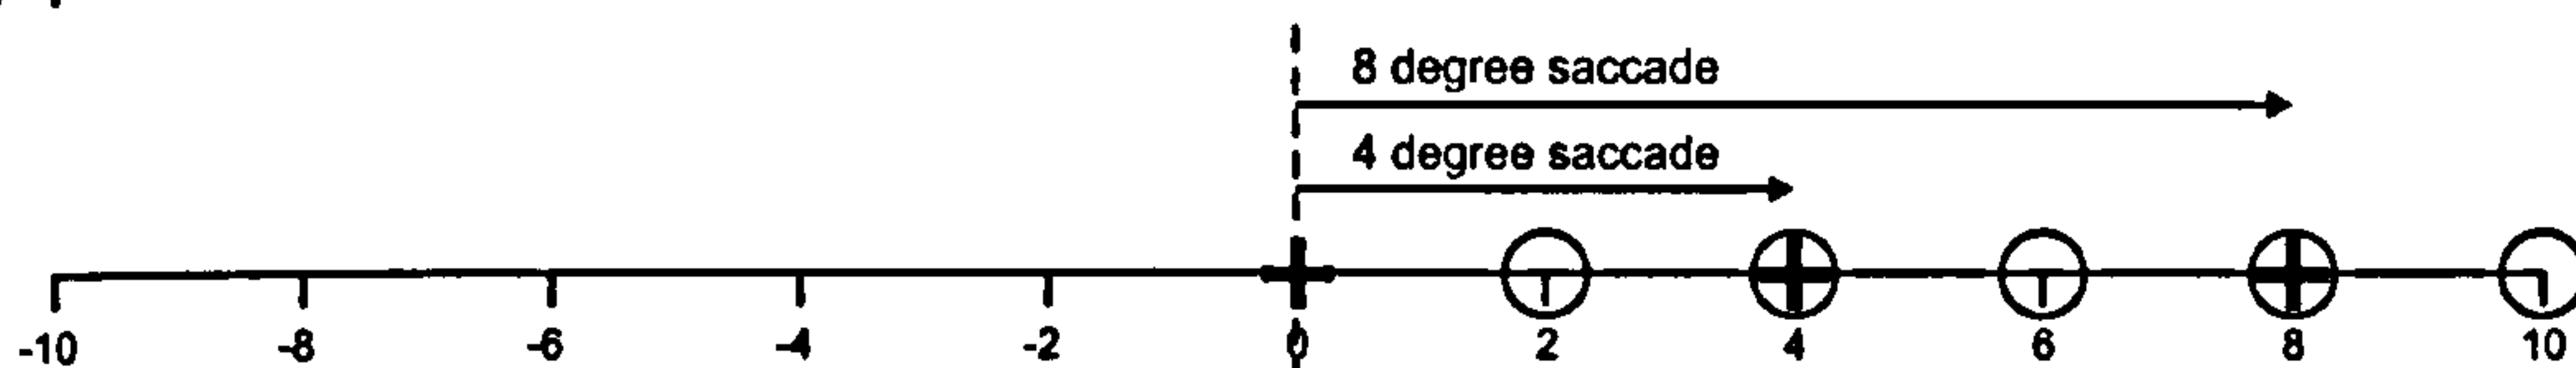 8 degree saccade
4 degree saccade
-10 -8 -6 -4 -2 0 2 4 6 8 10